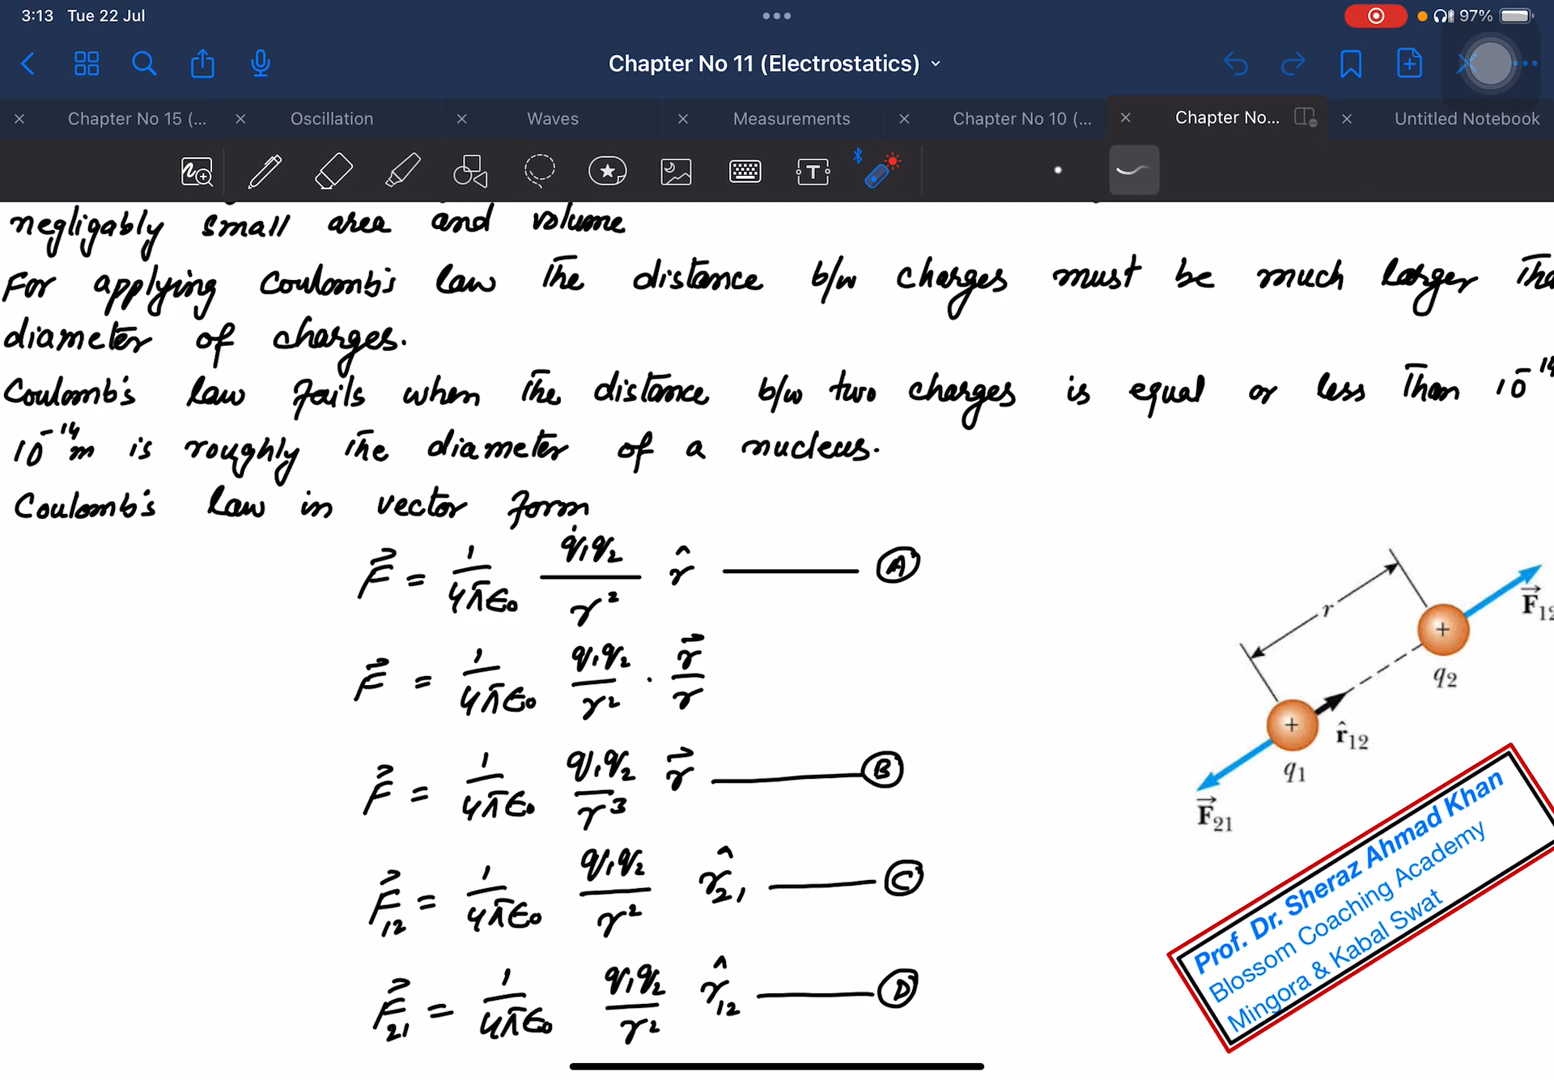 3:13 Tue 22 Jul
97%
Chapter No 11 (Electrostatics)
Chapter No 15 (...
Oscillation
Waves
Measurements
Chapter No 10 (...
Chapter No...
Untitled Notebook
negligably small area and volume
For applying Coulomb's law the distance b/w charges must be much larger
diameter of charges.
Coulomb's law fails when the distance b/w two charges is equal or less than 10⁻¹⁴
10⁻¹⁴m is roughly the diameter of a nucleus.
Coulomb's law in vector form
F⃗ = 1/4πε₀ q₁q₂/r² r̂ ——— Ⓐ
F⃗ = 1/4πε₀ q₁q₂/r² · r⃗/r
F⃗ = 1/4πε₀ q₁q₂/r³ r⃗ ——— Ⓑ
F⃗₁₂ = 1/4πε₀ q₁q₂/r² r̂₂₁ ——— Ⓒ
F⃗₂₁ = 1/4πε₀ q₁q₂/r² r̂₁₂ ——— Ⓓ
r
F⃗₁₂
+
q₂
+
r̂₁₂
q₁
F⃗₂₁
Prof. Dr. Sheraz Ahmad Khan
Blossom Coaching Academy
Mingora & Kabal Swat